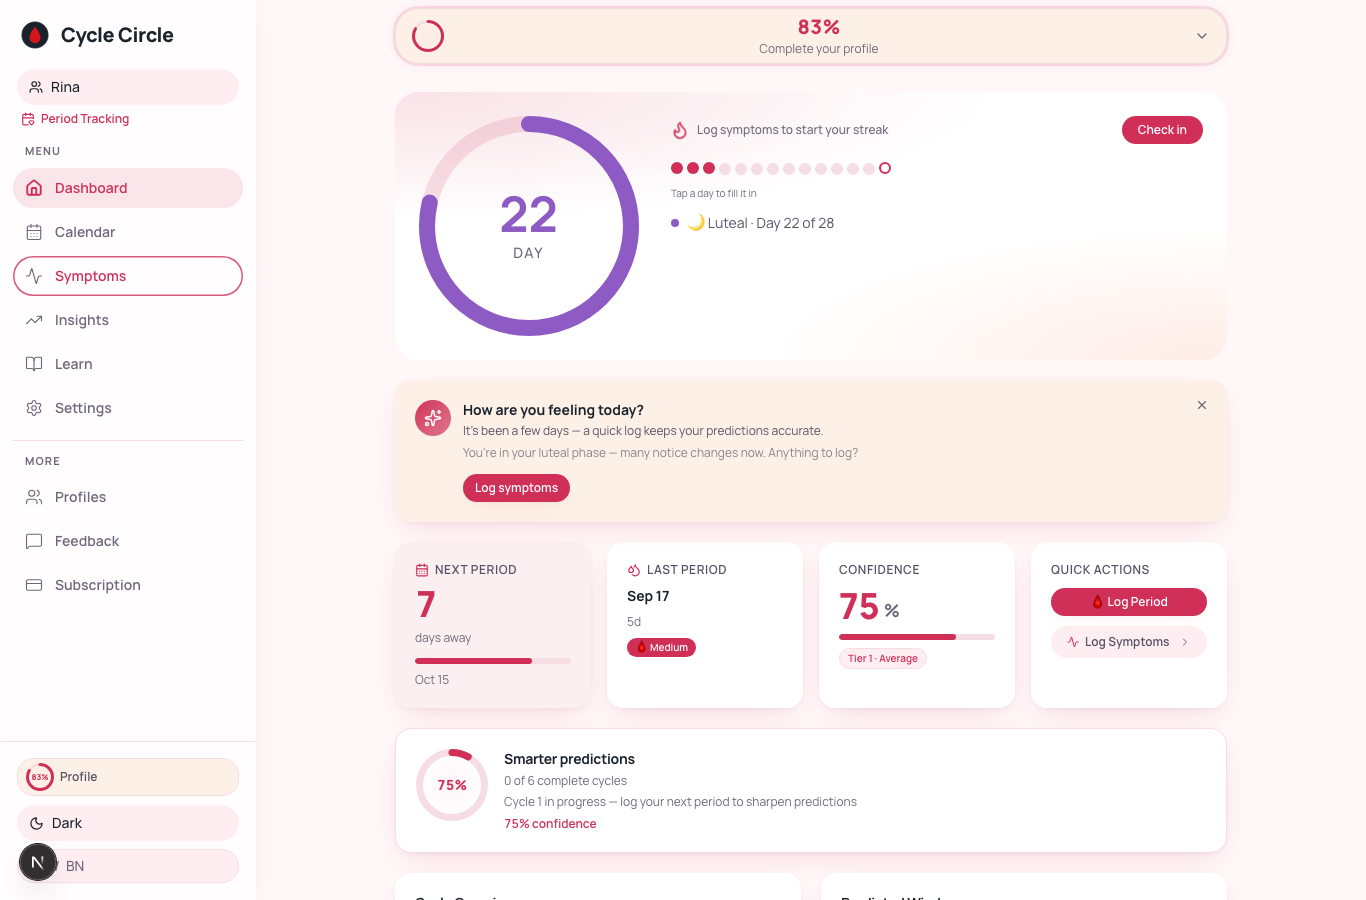 Cycle Circle
Rina
Period Tracking
MENU
Dashboard
Calendar
Symptoms
Insights
Learn
Settings
MORE
Profiles
Feedback
Subscription
83%
Profile
Dark
N
BN
83%
Complete your profile
22
DAY
Log symptoms to start your streak
Check in
Tap a day to fill it in
Luteal · Day 22 of 28
How are you feeling today?
It's been a few days — a quick log keeps your predictions accurate.
You're in your luteal phase — many notice changes now. Anything to log?
Log symptoms
NEXT PERIOD
7
days away
Oct 15
LAST PERIOD
Sep 17
5d
Medium
CONFIDENCE
75 %
Tier 1 · Average
QUICK ACTIONS
Log Period
Log Symptoms
75%
Smarter predictions
0 of 6 complete cycles
Cycle 1 in progress — log your next period to sharpen predictions
75% confidence